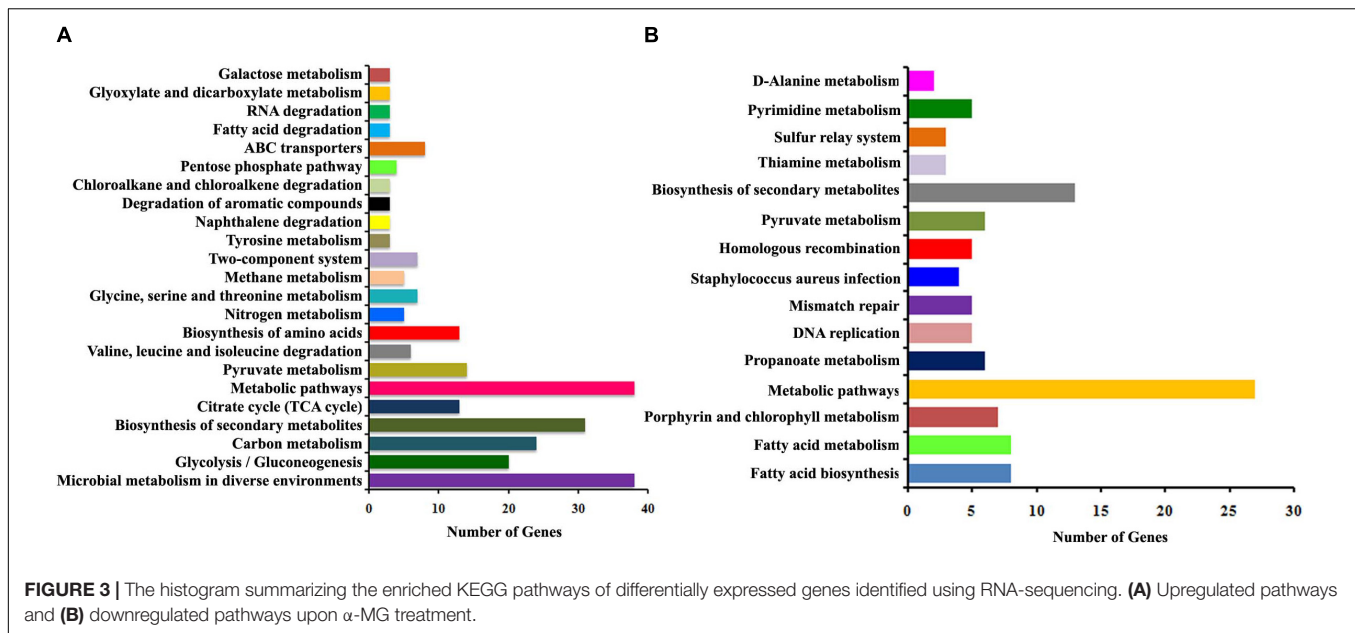 A
Galactose metabolism
Glyoxylate and dicarboxylate metabolism
RNA degradation
Fatty acid degradation
ABC transporters
Pentose phosphate pathway
Chloroalkane and chloroalkene degradation
Degradation of aromatic compounds
Naphthalene degradation
Tyrosine metabolism
Two-component system
Methane metabolism
Glycine, serine and threonine metabolism
Nitrogen metabolism
Biosynthesis of amino acids
Valine, leucine and isoleucine degradation
Pyruvate metabolism
Metabolic pathways
Citrate cycle (TCA cycle)
Biosynthesis of secondary metabolites
Carbon metabolism
Glycolysis / Gluconeogenesis
Microbial metabolism in diverse environments
0 10 20 30 40
Number of Genes
B
D-Alanine metabolism
Pyrimidine metabolism
Sulfur relay system
Thiamine metabolism
Biosynthesis of secondary metabolites
Pyruvate metabolism
Homologous recombination
Staphylococcus aureus infection
Mismatch repair
DNA replication
Propanoate metabolism
Metabolic pathways
Porphyrin and chlorophyll metabolism
Fatty acid metabolism
Fatty acid biosynthesis
0 5 10 15 20 25 30
Number of Genes
FIGURE 3 | The histogram summarizing the enriched KEGG pathways of differentially expressed genes identified using RNA-sequencing. (A) Upregulated pathways
and (B) downregulated pathways upon α-MG treatment.